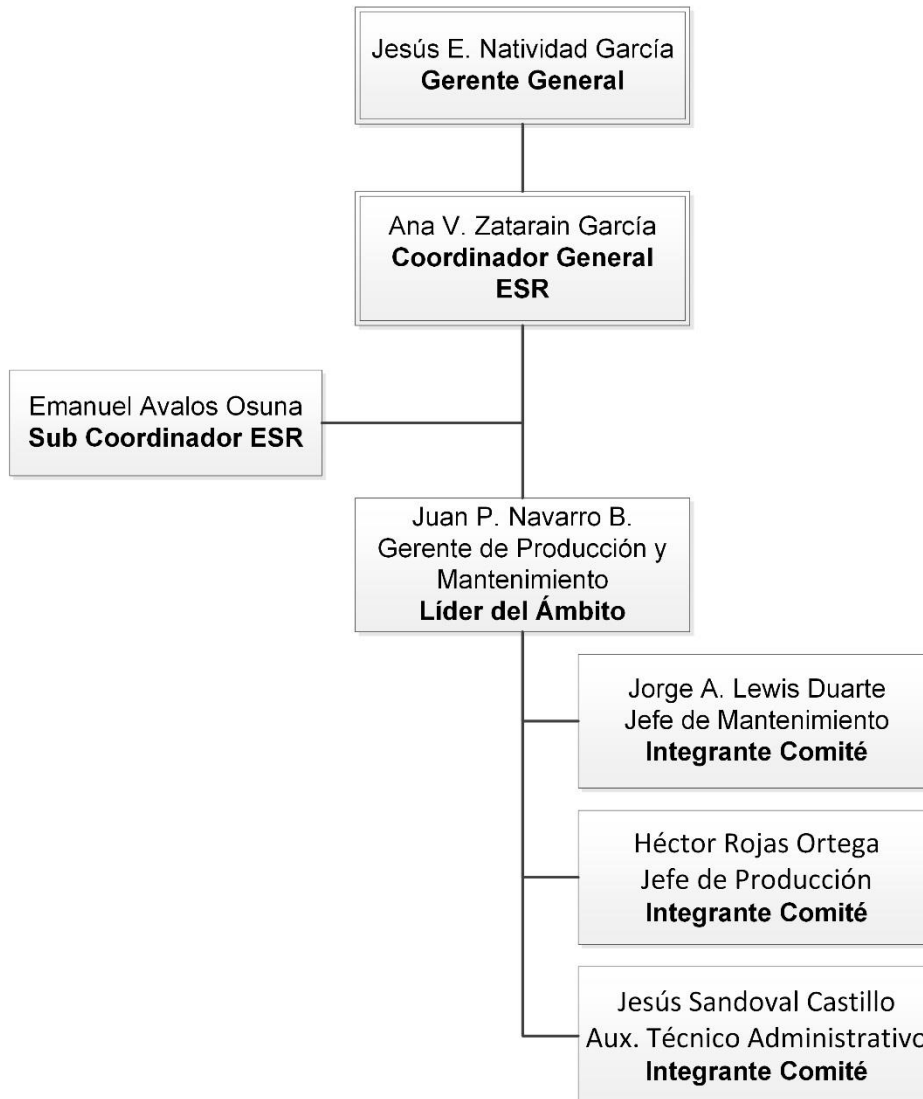 Jesús E. Natividad García
Gerente General
Ana V. Zatarain García
Coordinador General
ESR
Emanuel Avalos Osuna
Sub Coordinador ESR
Juan P. Navarro B.
Gerente de Producción y
Mantenimiento
Líder del Ámbito
Jorge A. Lewis Duarte
Jefe de Mantenimiento
Integrante Comité
Héctor Rojas Ortega
Jefe de Producción
Integrante Comité
Jesús Sandoval Castillo
Aux. Técnico Administrativo
Integrante Comité